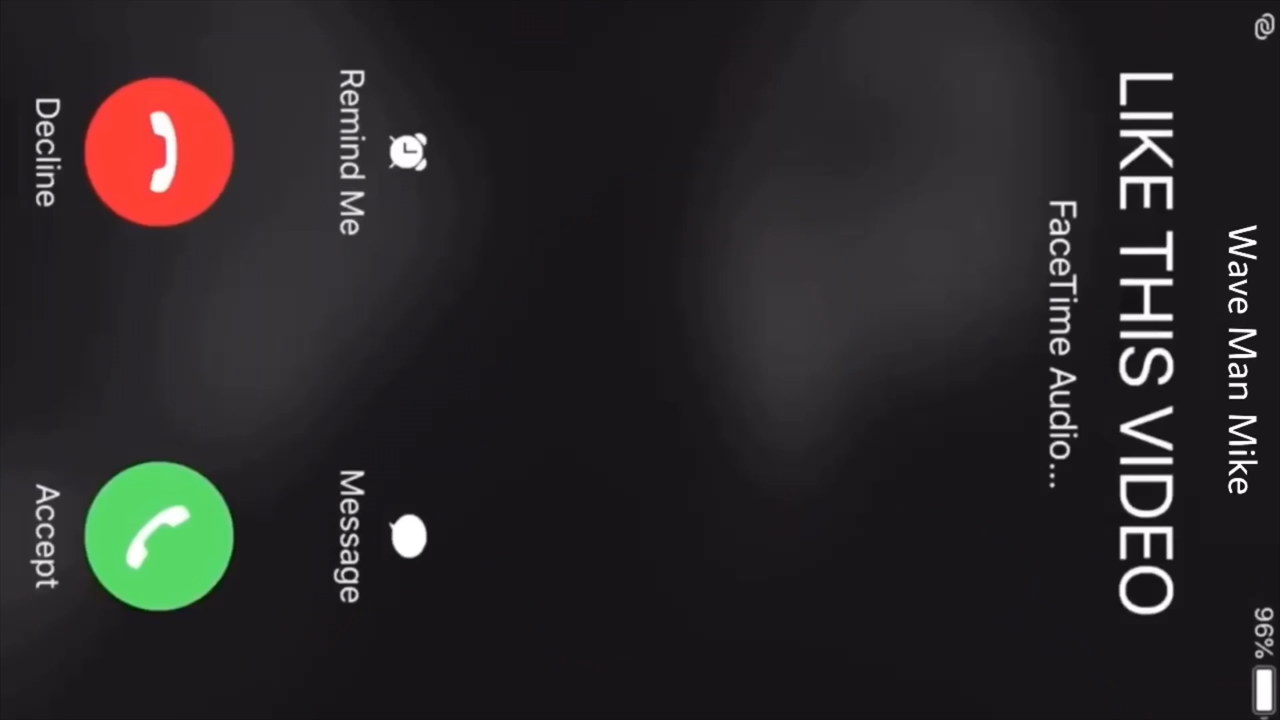 96%
Wave Man Mike
LIKE THIS VIDEO
FaceTime Audio...
Remind Me
Message
Decline
Accept